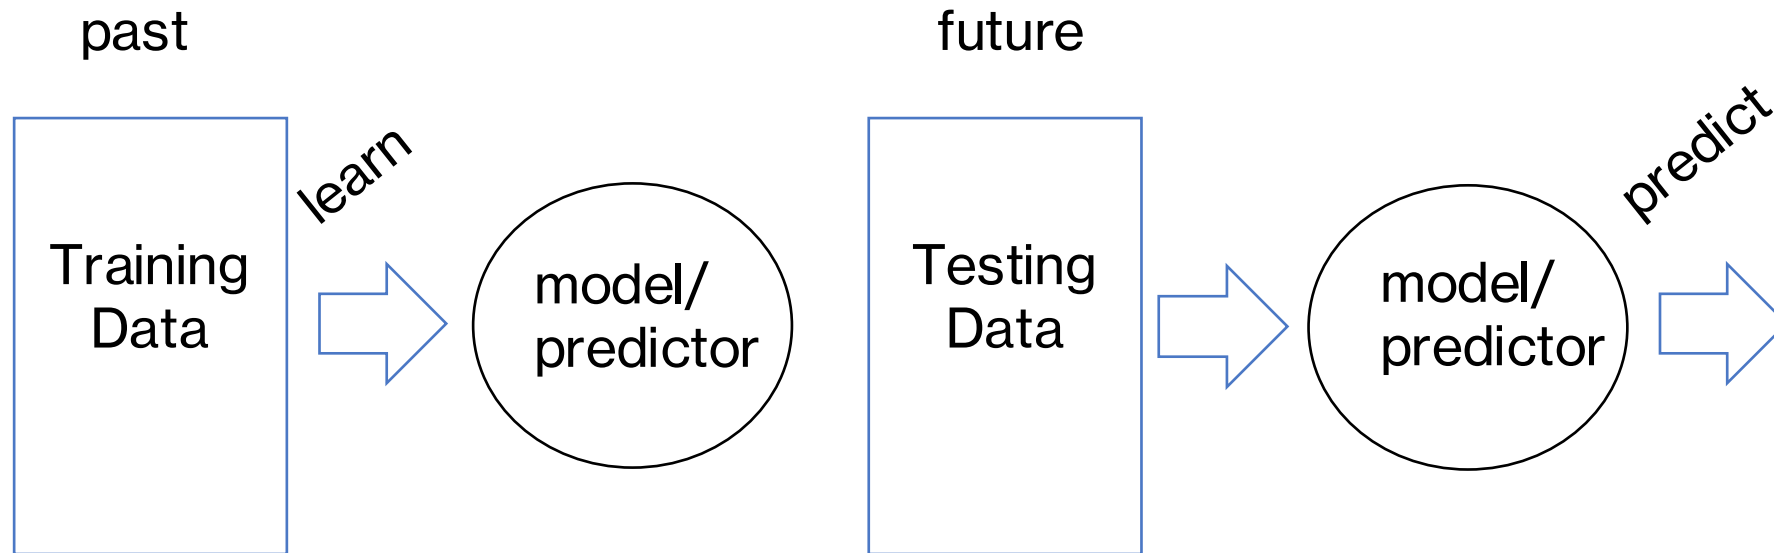 past
future
learn
predict
Training
Data
model/
predictor
Testing
Data
model/
predictor